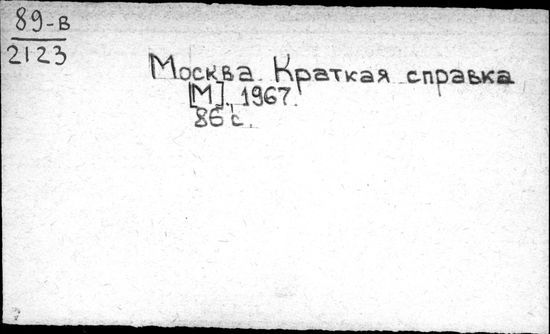 89-в
2123
Москва. Краткая справка
[М]., 1967.
86 с.